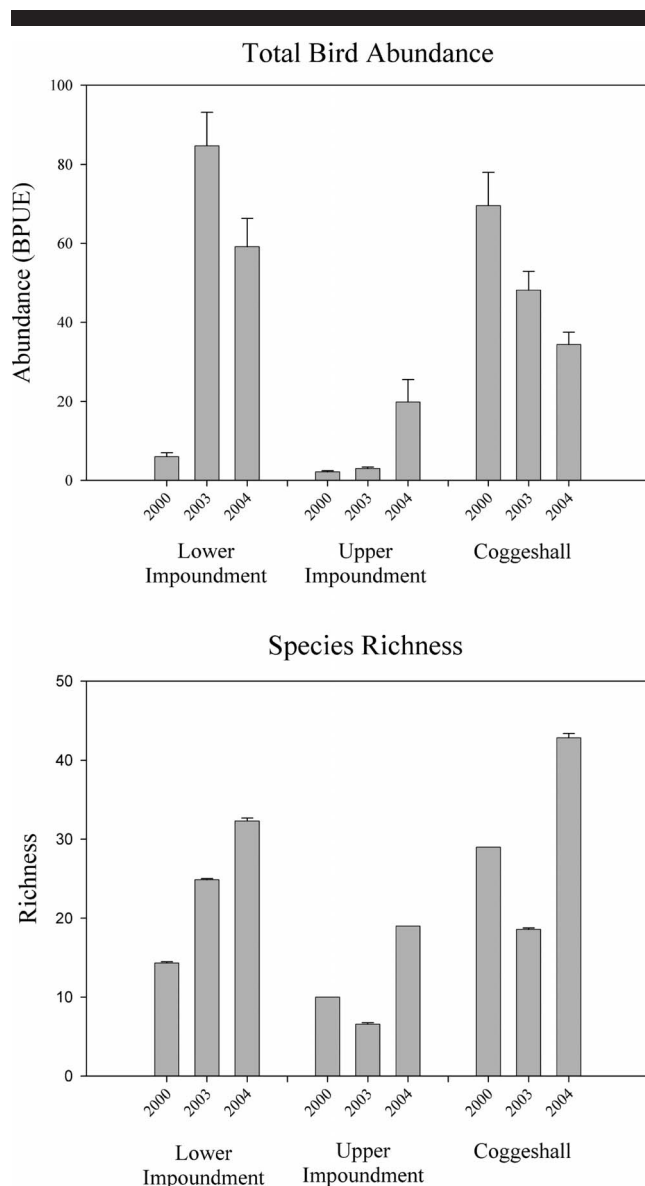 Total Bird Abundance
100
80
60
40
20
0
Abundance (BPUE)
2000 2003 2004 2000 2003 2004 2000 2003 2004
Lower Upper Coggeshall
Impoundment Impoundment
Species Richness
50
40
30
20
10
0
Richness
2000 2003 2004 2000 2003 2004 2000 2003 2004
Lower Upper Coggeshall
Impoundment Impoundment